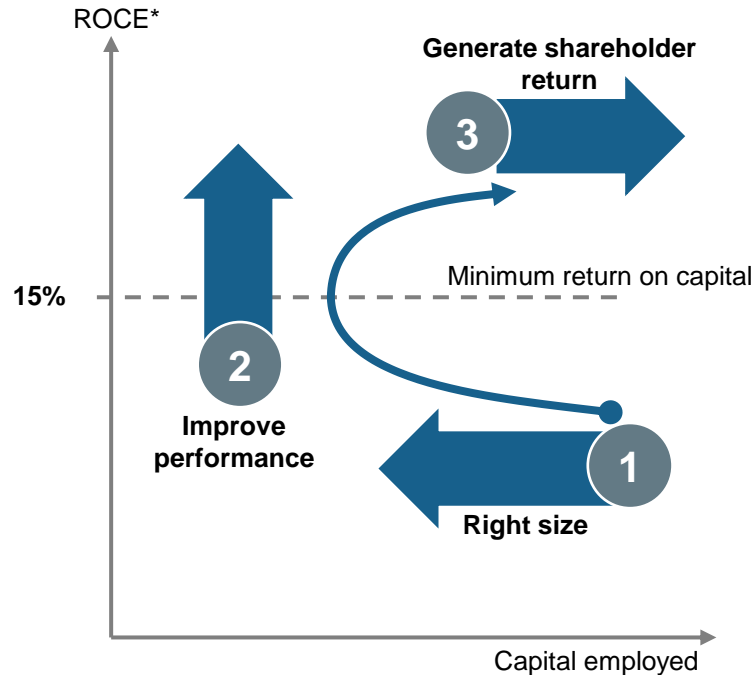 ROCE*
Generate shareholder
return
3
Minimum return on capital
15%
2
Improve
performance
1
Right size
Capital employed